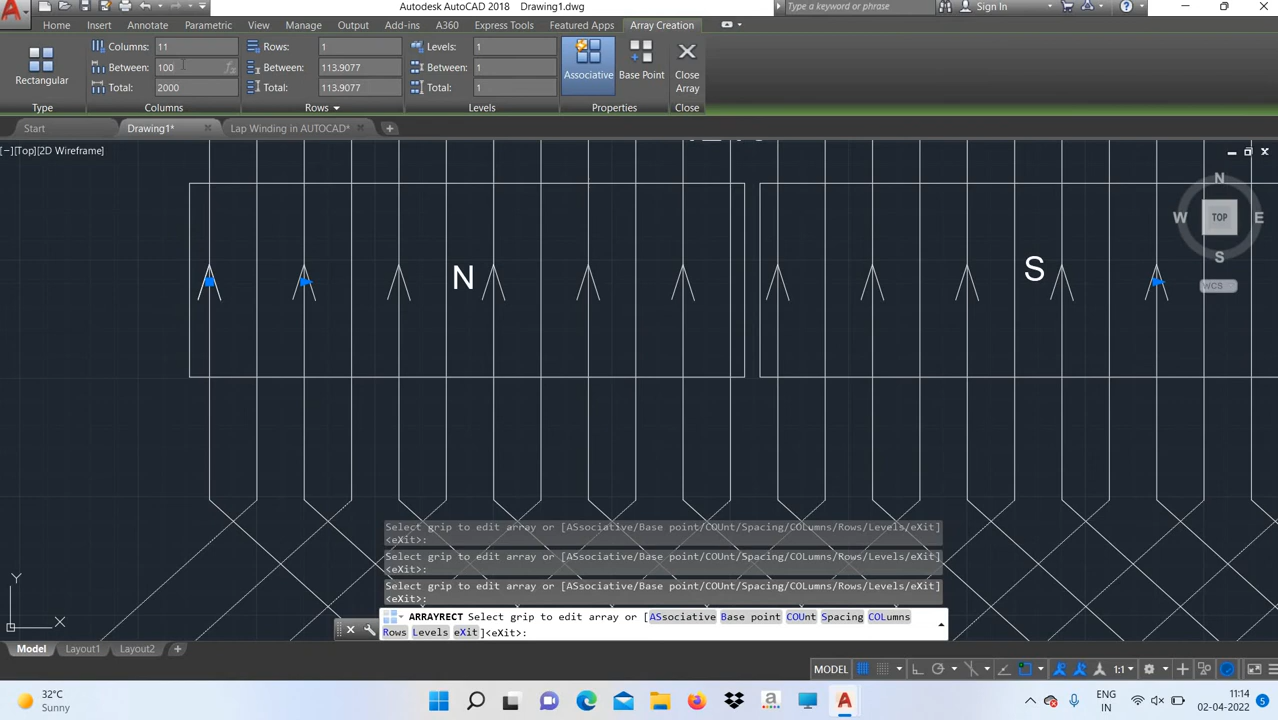 Autodesk AutoCAD 2018 Drawing1.dwg
Type a keyword or phrase
Sign In
Home Insert Annotate Parametric View Manage Output Add-ins A360 Express Tools Featured Apps Array Creation
Columns: 11 Rows: 1 Levels: 1
Between: 100 Between: 113.9077 Between: 1
Total: 2000 Total: 113.9077 Total: 1
Rectangular
Associative Base Point Close Array
Type Columns Rows Levels Properties Close
Start Drawing1* Lap Winding in AUTOCAD*
[−][Top][2D Wireframe]
N
W TOP E
S
WCS
N S
Select grip to edit array or [ASsociative/Base point/COUnt/Spacing/COLumns/Rows/Levels/eXit]
<eXit>:
Select grip to edit array or [ASsociative/Base point/COUnt/Spacing/COLumns/Rows/Levels/eXit]
<eXit>:
Select grip to edit array or [ASsociative/Base point/COUnt/Spacing/COLumns/Rows/Levels/eXit]
<eXit>:
ARRAYRECT Select grip to edit array or [ASsociative Base point COUnt Spacing COLumns
Rows Levels eXit]<eXit>:
Y
X
Model Layout1 Layout2
MODEL 1:1
32°C
Sunny
ENG
IN
11:14
02-04-2022
5